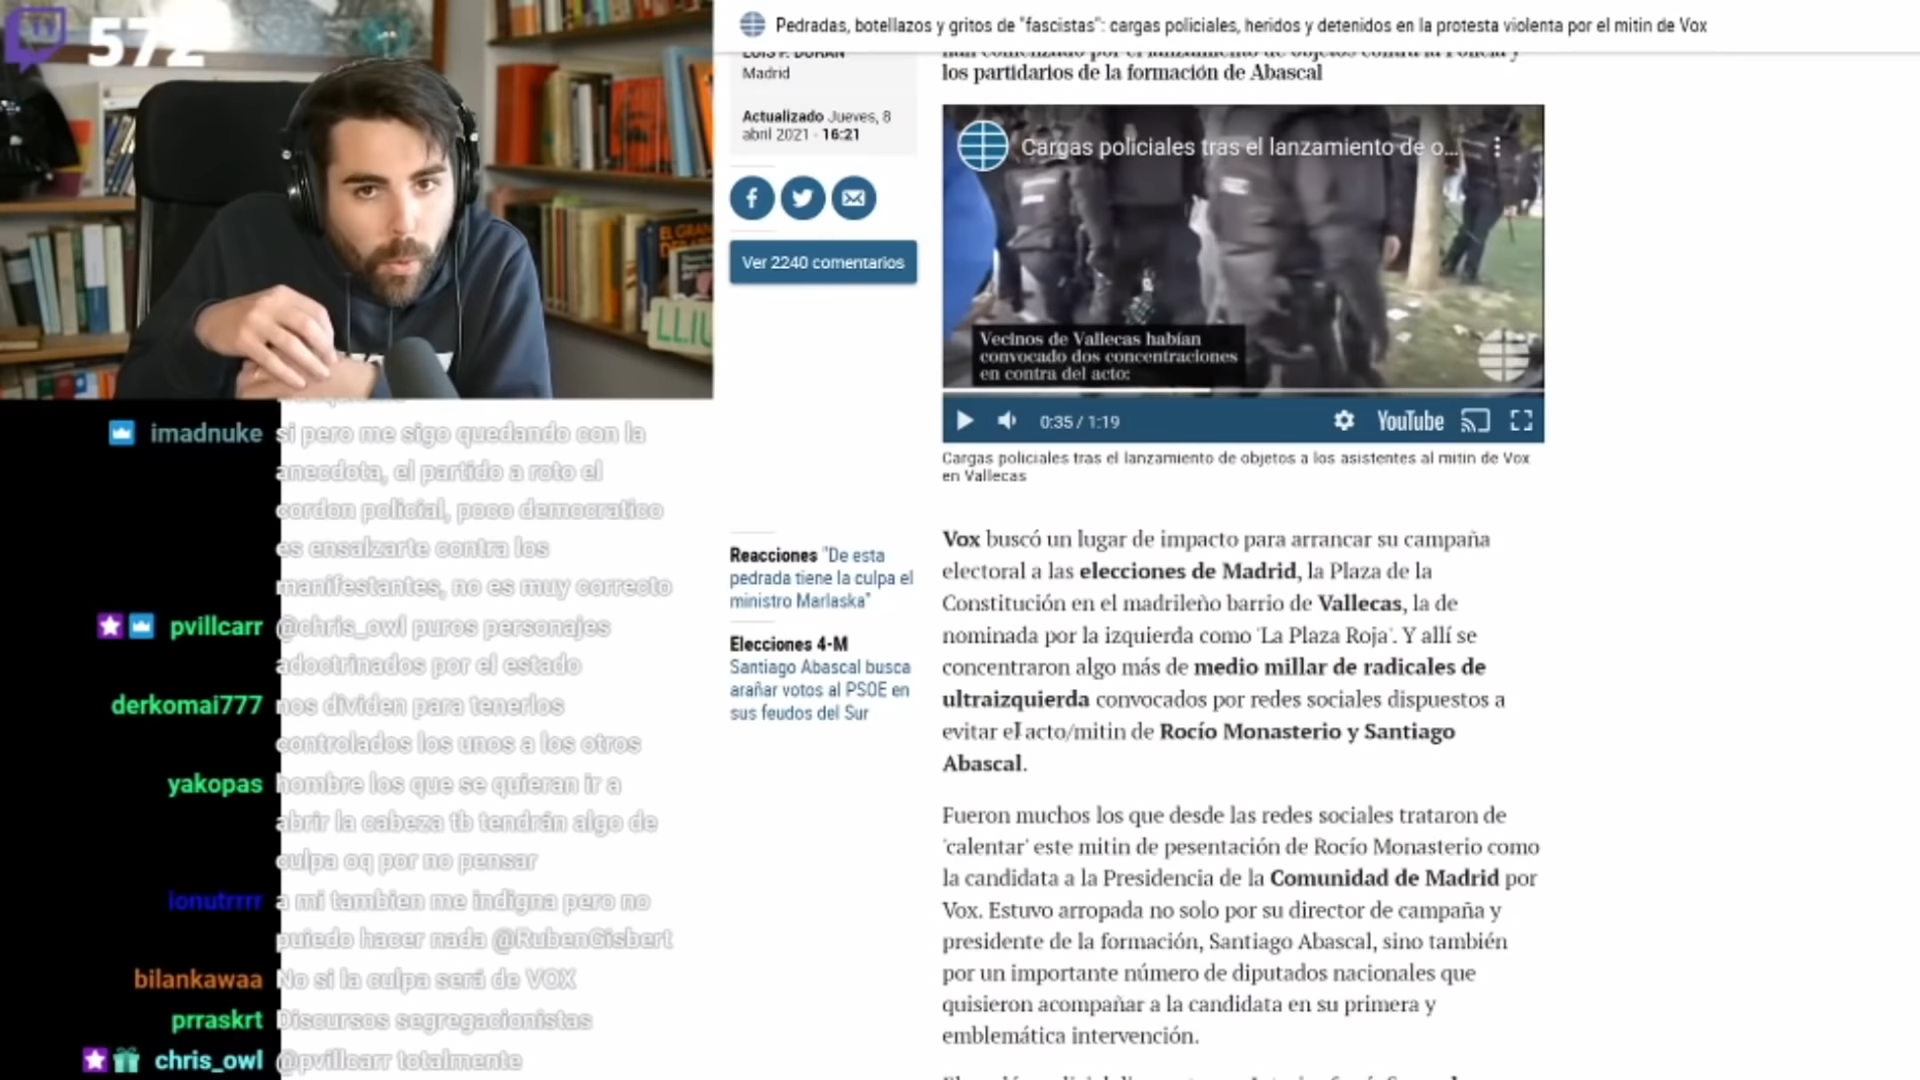 572
Pedradas, botellazos y gritos de "fascistas": cargas policiales, heridos y detenidos en la protesta violenta por el mitin de Vox
LUIS F. DURÁN
Madrid
Actualizado Jueves, 8
abril 2021 - 16:21
Ver 2240 comentarios
han comenzado por el lanzamiento de objetos contra la Policía y
los partidarios de la formación de Abascal
Cargas policiales tras el lanzamiento de o...
Vecinos de Vallecas habían
convocado dos concentraciones
en contra del acto:
0:35 / 1:19
YouTube
Cargas policiales tras el lanzamiento de objetos a los asistentes al mitin de Vox
en Vallecas
Reacciones "De esta
pedrada tiene la culpa el
ministro Marlaska"
Elecciones 4-M
Santiago Abascal busca
arañar votos al PSOE en
sus feudos del Sur
Vox buscó un lugar de impacto para arrancar su campaña
electoral a las elecciones de Madrid, la Plaza de la
Constitución en el madrileño barrio de Vallecas, la de
nominada por la izquierda como 'La Plaza Roja'. Y allí se
concentraron algo más de medio millar de radicales de
ultraizquierda convocados por redes sociales dispuestos a
evitar el acto/mitin de Rocío Monasterio y Santiago
Abascal.
Fueron muchos los que desde las redes sociales trataron de
'calentar' este mitin de pesentación de Rocío Monasterio como
la candidata a la Presidencia de la Comunidad de Madrid por
Vox. Estuvo arropada no solo por su director de campaña y
presidente de la formación, Santiago Abascal, sino también
por un importante número de diputados nacionales que
quisieron acompañar a la candidata en su primera y
emblemática intervención.
imadnuke si pero me sigo quedando con la
anecdota, el partido a roto el
cordon policial, poco democratico
es ensalzarte contra los
manifestantes, no es muy correcto
pvillcarr @chris_owl puros personajes
adoctrinados por el estado
derkomai777 nos dividen para tenerlos
controlados los unos a los otros
yakopas hombre los que se quieran ir a
abrir la cabeza tb tendrán algo de
culpa oq por no pensar
ionutrrrr a mi tambien me indigna pero no
puiedo hacer nada @RubenGisbert
bilankawaa No si la culpa será de VOX
prraskrt Discursos segregacionistas
chris_owl @pvillcarr totalmente